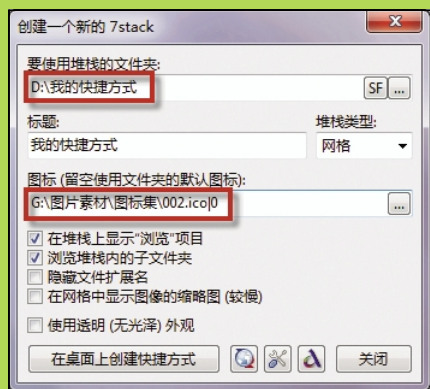 创建一个新的 7stack
要使用堆栈的文件夹:
D:\我的快捷方式 SF ...
标题: 堆栈类型:
我的快捷方式 网格
图标 (留空使用文件夹的默认图标):
G:\图片素材\图标集\002.ico|0 ...
在堆栈上显示“浏览”项目
浏览堆栈内的子文件夹
隐藏文件扩展名
在网格中显示图像的缩略图 (较慢)
使用透明 (无光泽) 外观
在桌面上创建快捷方式 关闭